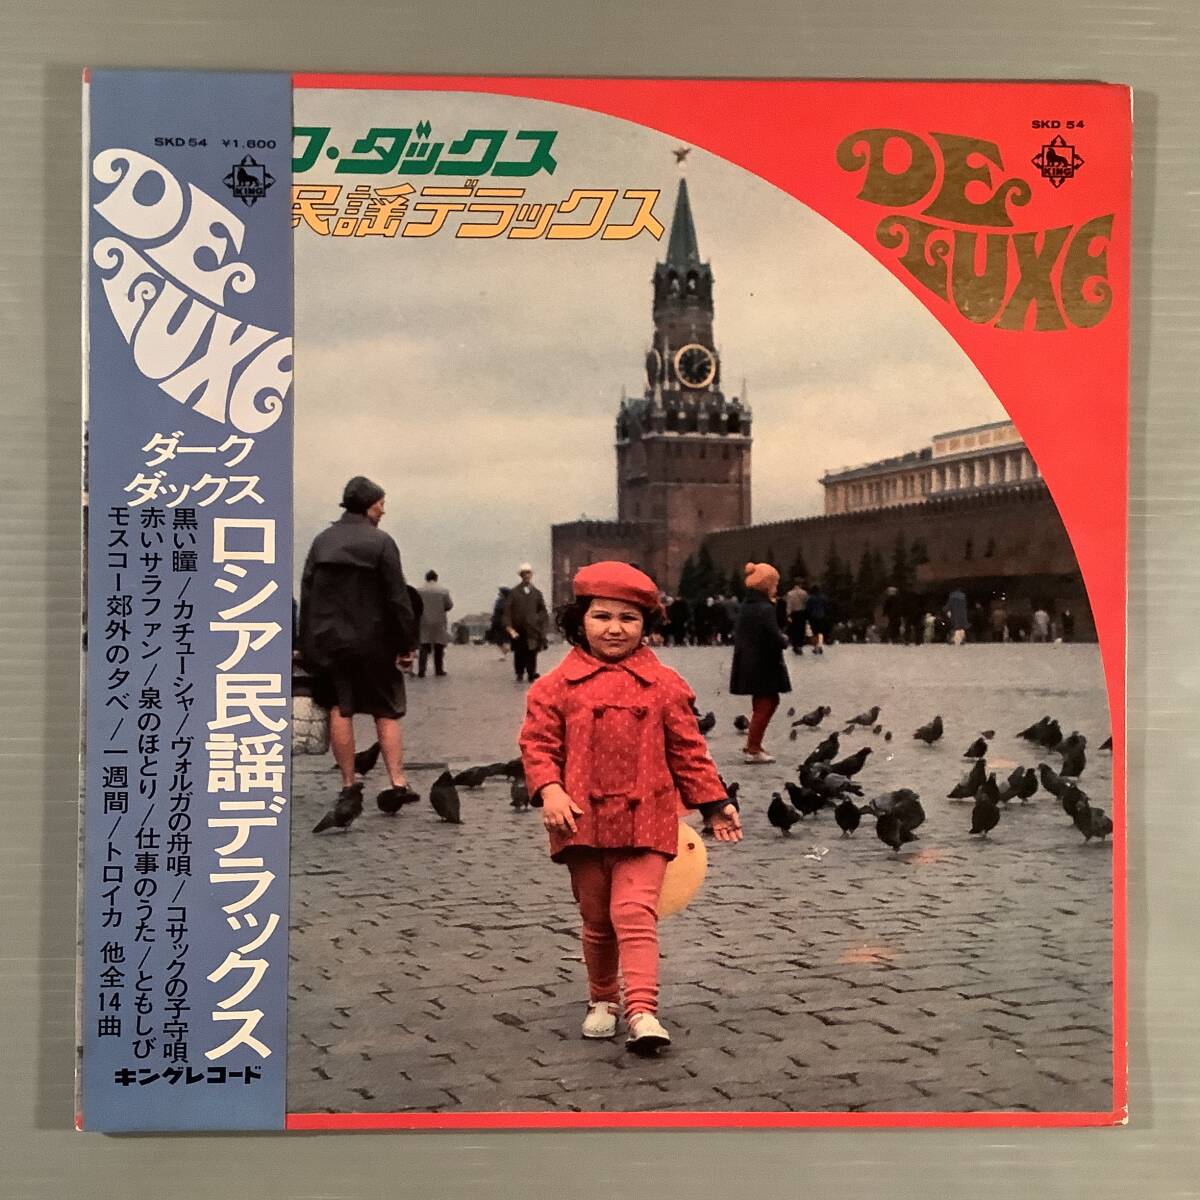 SKD 54 ¥1,800
KING
DE
LUXE
ダーク
ダックス
ロシア民謡デラックス
黒い瞳/カチューシャ/ヴォルガの舟唄/コサックの子守唄
赤いサラファン/泉のほとり/仕事のうた/ともしび
モスコー郊外の夕べ/一週間/トロイカ 他全14曲
キングレコード
ク・ダックス
民謡デラックス
SKD 54
KING
DE
LUXE